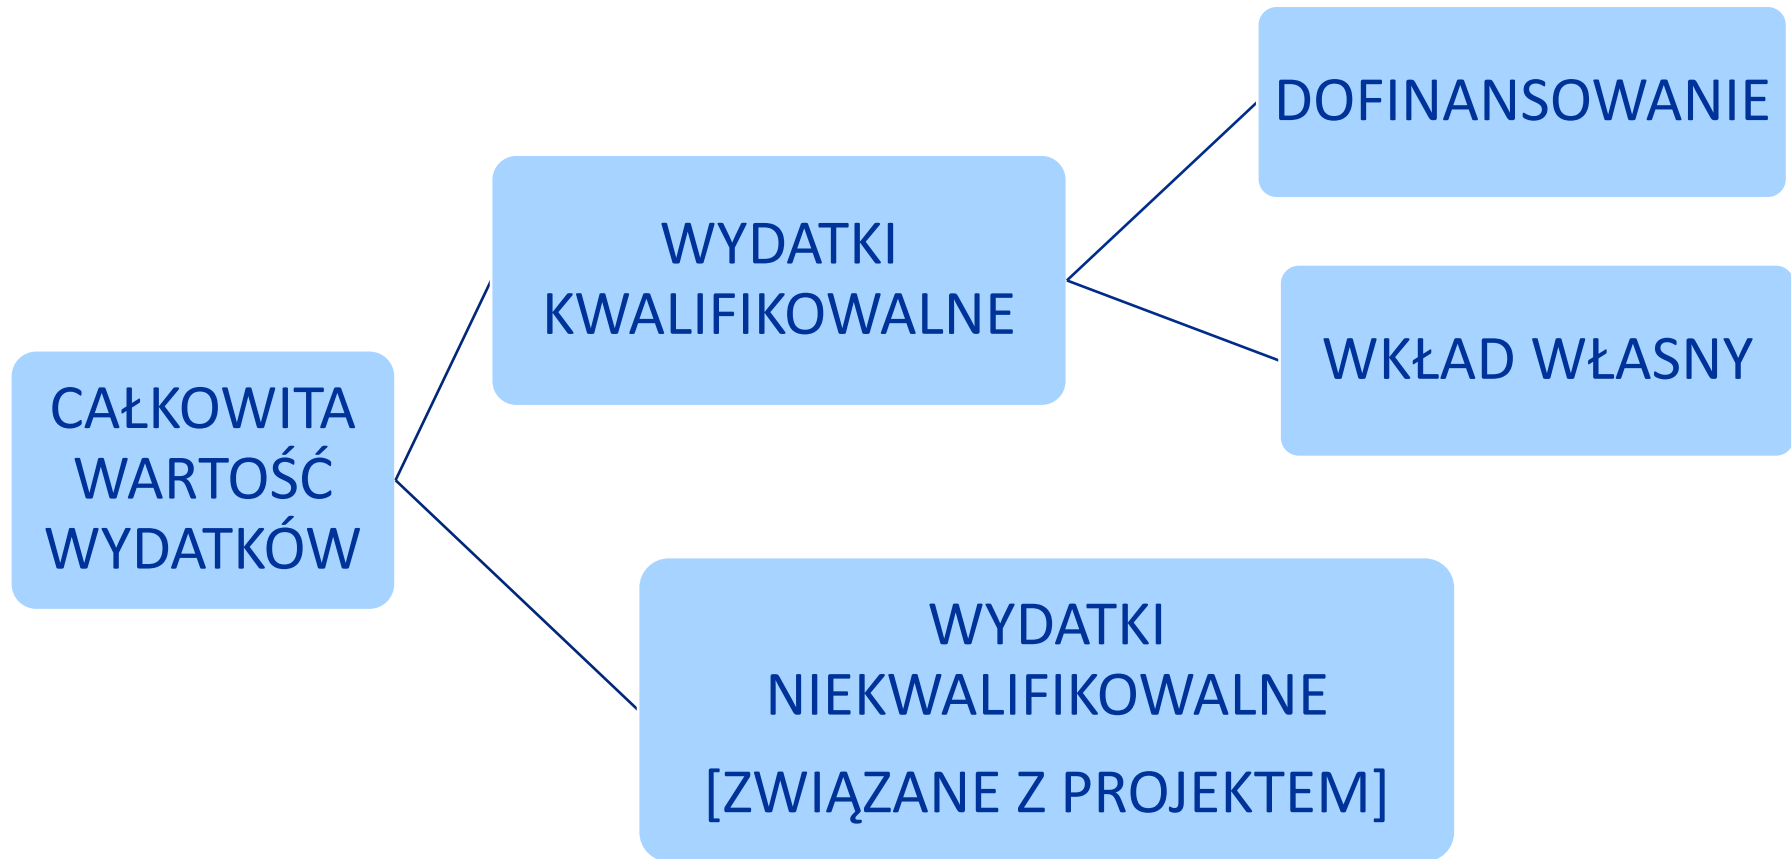 CAŁKOWITA
WARTOŚĆ
WYDATKÓW
WYDATKI
KWALIFIKOWALNE
DOFINANSOWANIE
WKŁAD WŁASNY
WYDATKI
NIEKWALIFIKOWALNE
[ZWIĄZANE Z PROJEKTEM]